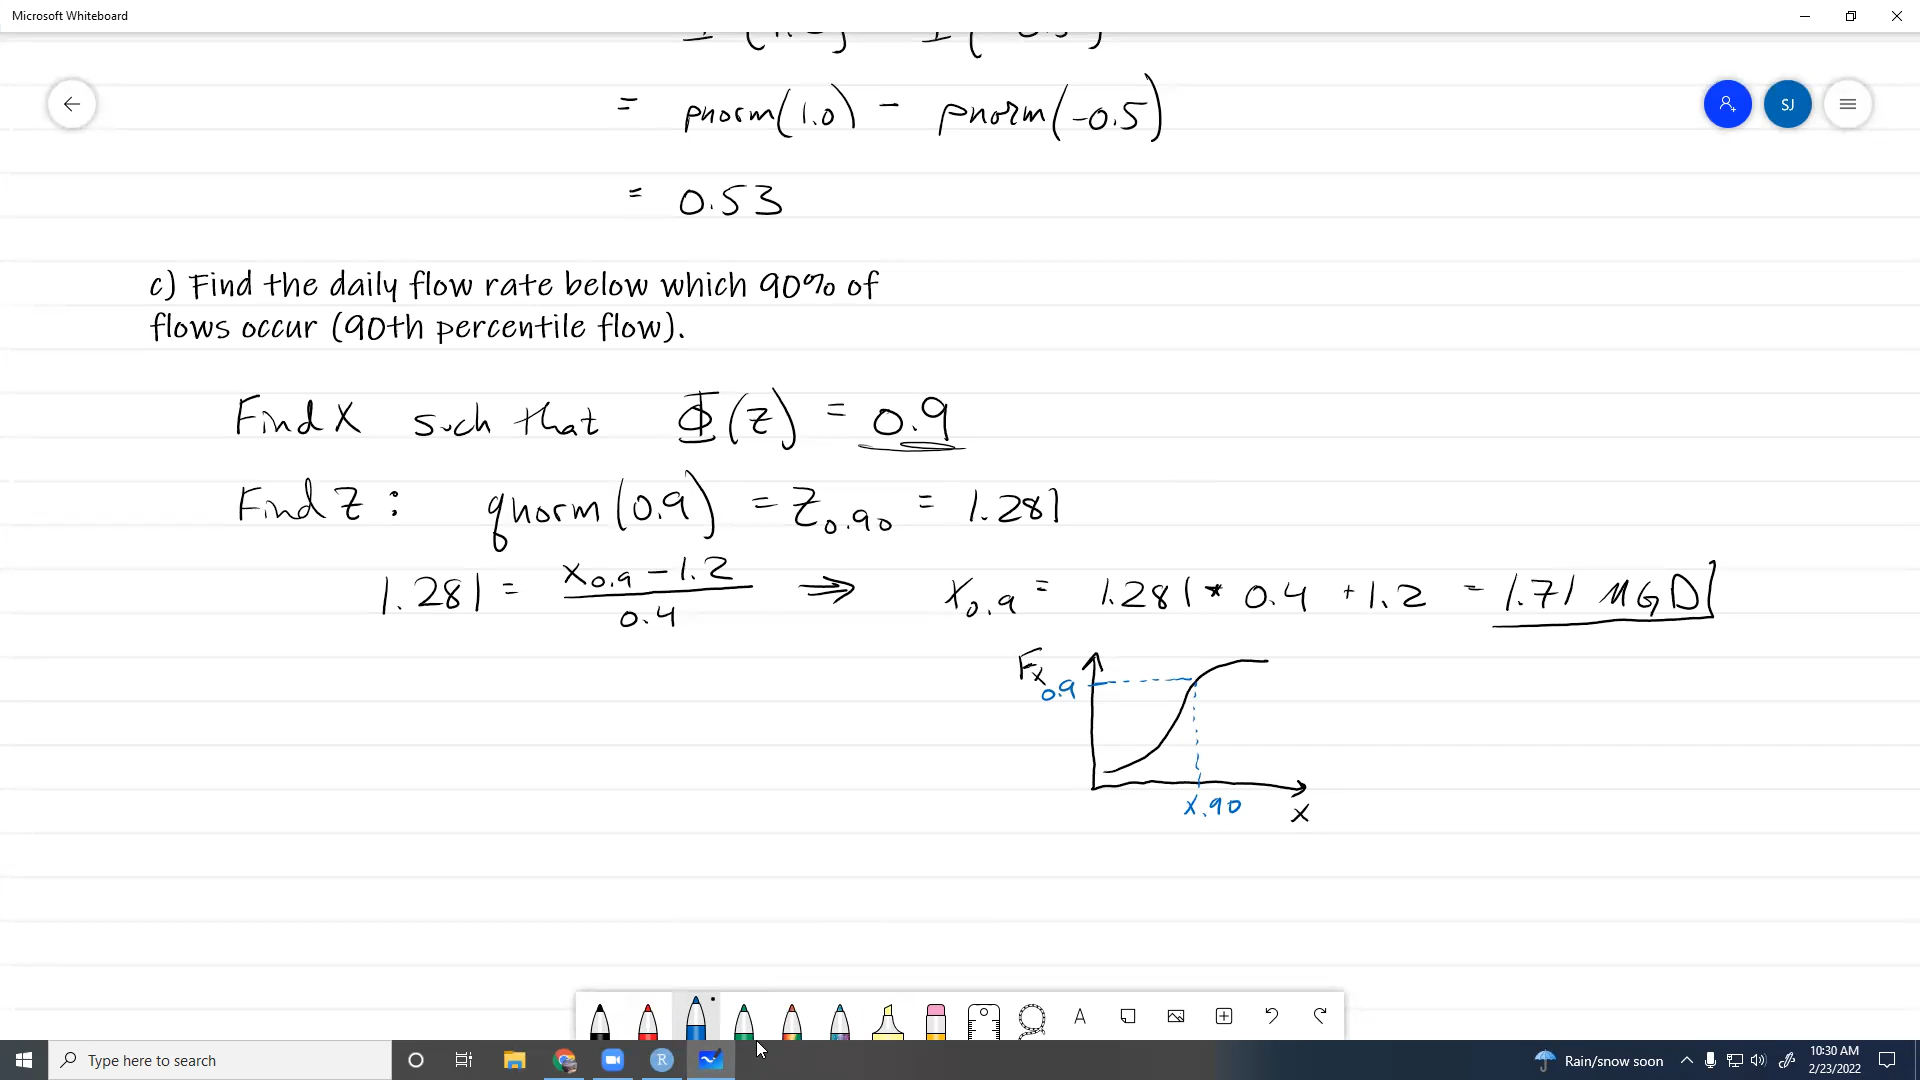 Microsoft Whiteboard
SJ
= pnorm(1.0) - pnorm(-0.5)
= 0.53
c) Find the daily flow rate below which 90% of
flows occur (90th percentile flow).
Find X such that Φ(z) = 0.9
Find Z : qnorm(0.9) = Z0.90 = 1.281
1.281 = x0.9 - 1.2 / 0.4 ⇒ x0.9 = 1.281 * 0.4 + 1.2 = 1.71 MGD
Fx
0.9
x.90
x
A
Type here to search
R
Rain/snow soon
10:30 AM
2/23/2022